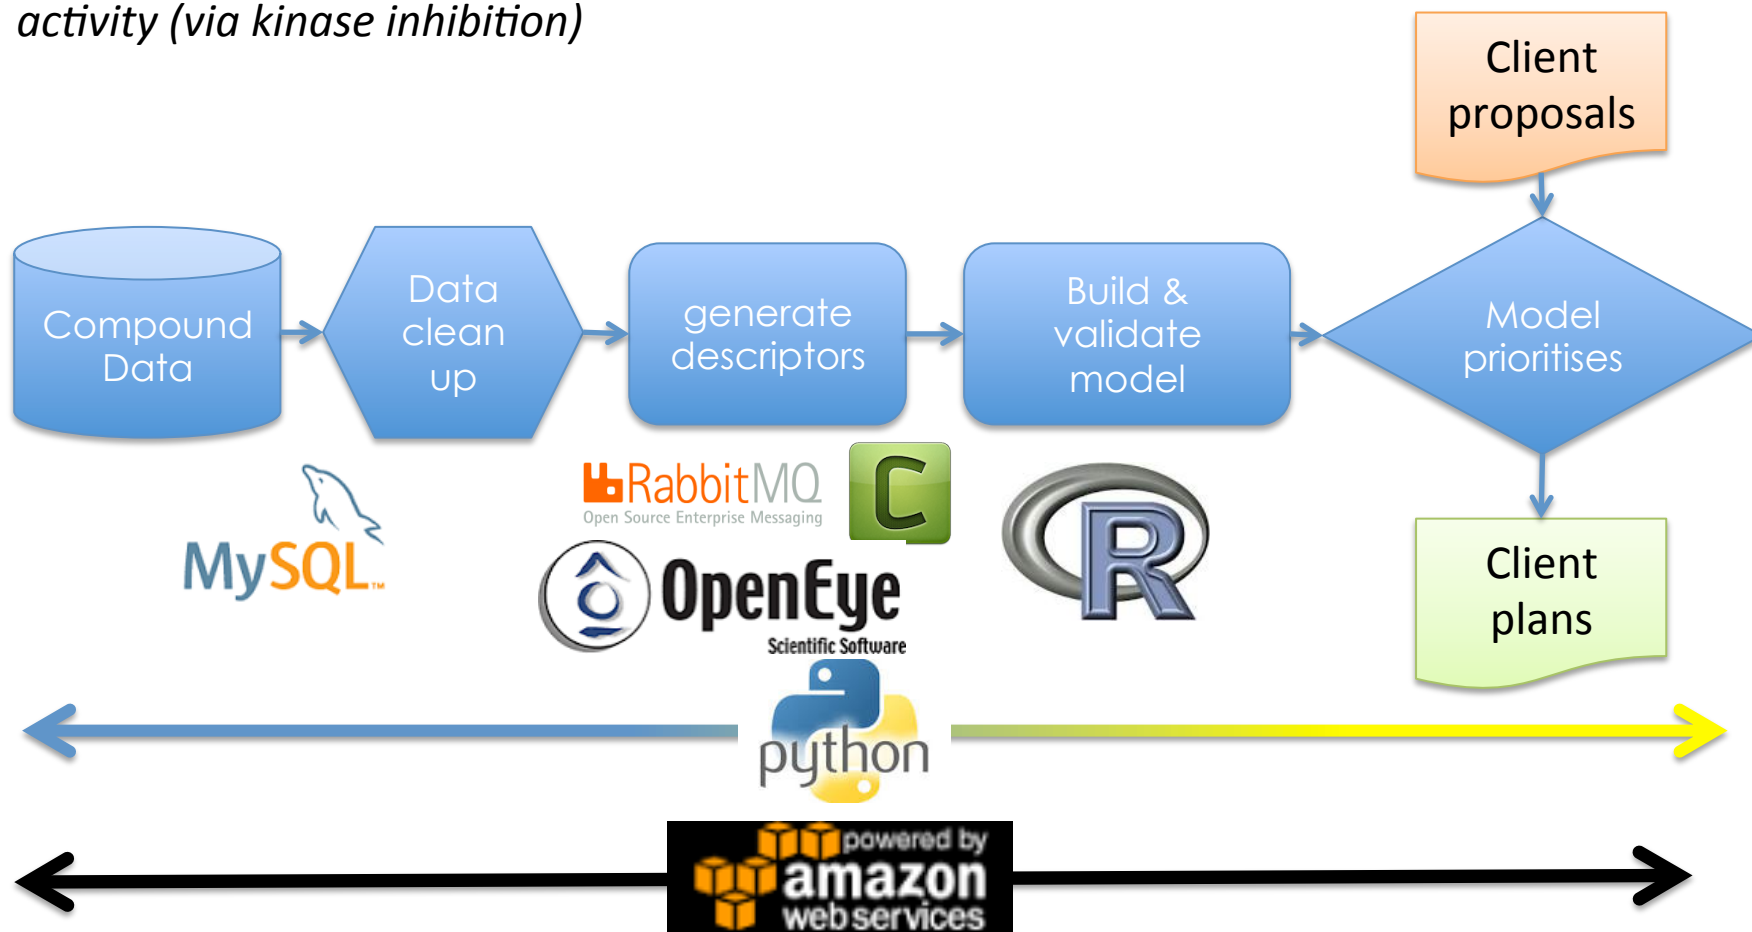 activity (via kinase inhibition)
Client
proposals
Compound
Data
Data
clean
up
generate
descriptors
Build &
validate
model
Model
prioritises
MySQL™
RabbitMQ
Open Source Enterprise Messaging
C
R
OpenEye
Scientific Software
Client
plans
python
powered by
amazon
webservices